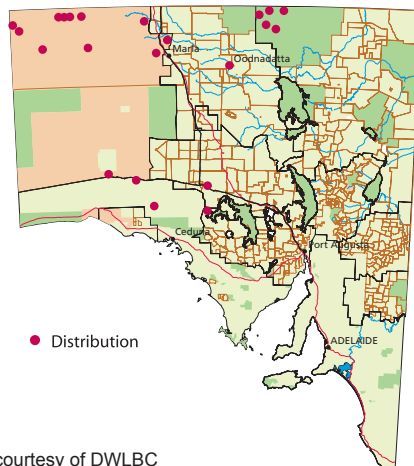 Marla
Oodnadatta
Ceduna
Port Augusta
Distribution
ADELAIDE
courtesy of DWLBC